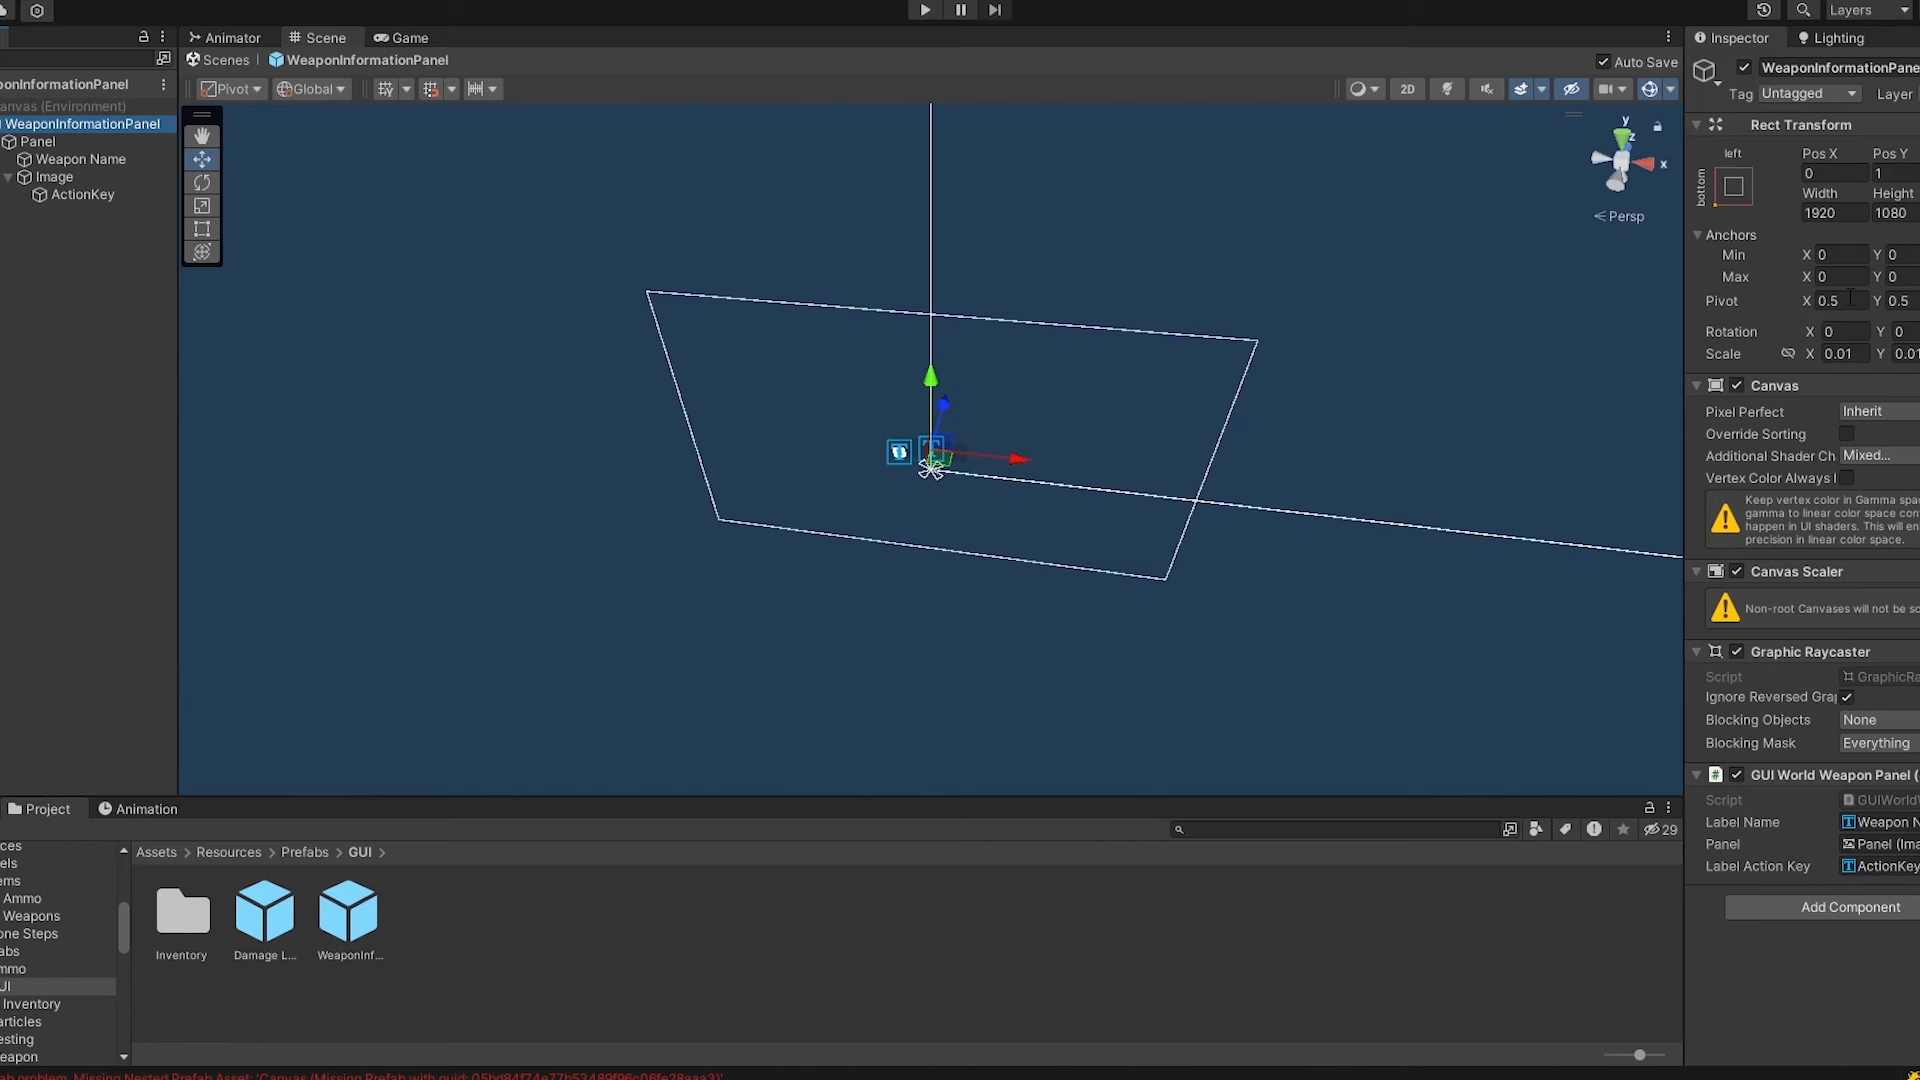 Layers
Animator
Scene
Game
Inspector
Lighting
Scenes
WeaponInformationPanel
Auto Save
WeaponInformationPane
Tag Untagged
Layer
ponInformationPanel
anvas (Environment)
WeaponInformationPanel
Panel
Weapon Name
Image
ActionKey
Pivot
Global
2D
y
z
x
Persp
Rect Transform
left
bottom
Pos X
Pos Y
0
1
Width
Height
1920
1080
Anchors
Min X 0 Y 0
Max X 0 Y 0
Pivot X 0.5 Y 0.5
Rotation X 0 Y 0
Scale X 0.01 Y 0.01
Canvas
Pixel Perfect Inherit
Override Sorting
Additional Shader Ch Mixed...
Vertex Color Always I
Keep vertex color in Gamma spac
gamma to linear color space con
happen in UI shaders. This will en
precision in linear color space.
Canvas Scaler
Non-root Canvases will not be sc
Graphic Raycaster
Script GraphicRa
Ignore Reversed Gra
Blocking Objects None
Blocking Mask Everything
GUI World Weapon Panel (
Script GUIWorldW
Label Name Weapon N
Panel Panel (Ima
Label Action Key ActionKey
Add Component
Project
Animation
29
Assets > Resources > Prefabs > GUI >
ces
els
ems
Ammo
Weapons
one Steps
abs
mmo
UI
Inventory
articles
esting
eapon
Inventory
Damage L...
WeaponInf...